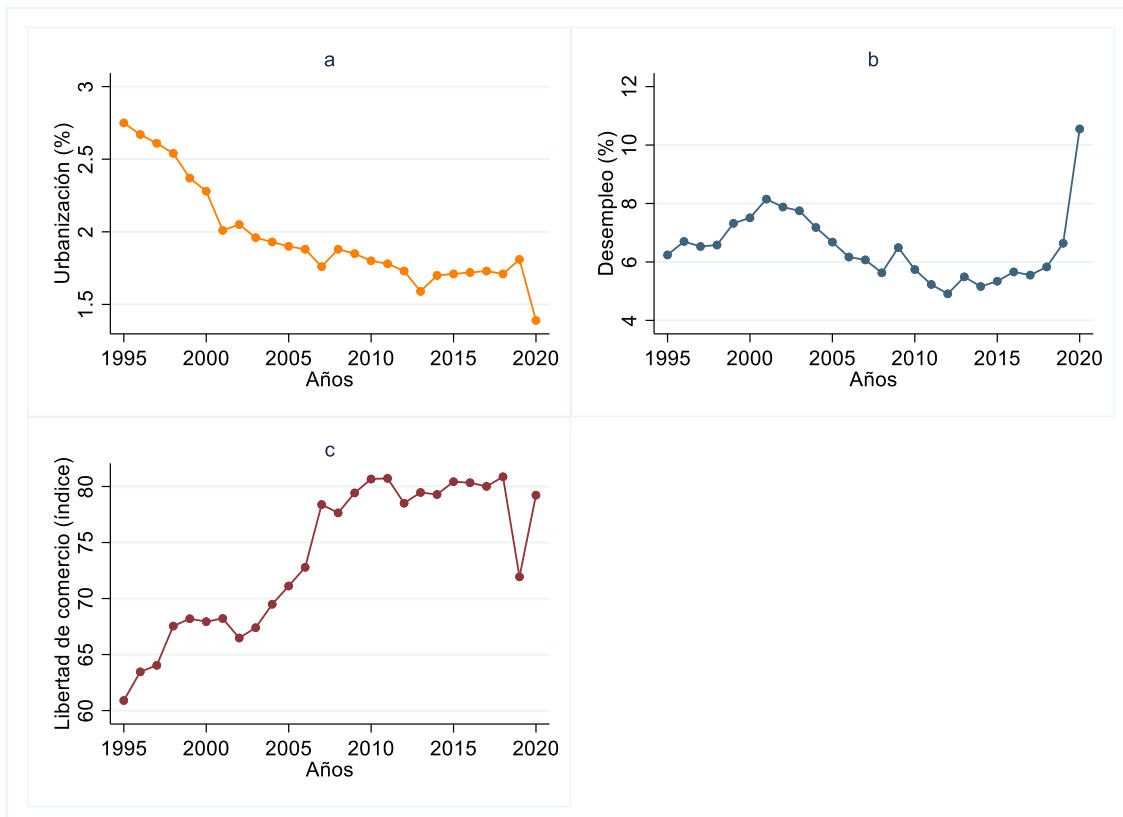 a
Urbanización (%)
3
2.5
2
1.5
1995 2000 2005 2010 2015 2020
Años
b
Desempleo (%)
12
10
8
6
4
1995 2000 2005 2010 2015 2020
Años
c
Libertad de comercio (índice)
80
75
70
65
60
1995 2000 2005 2010 2015 2020
Años